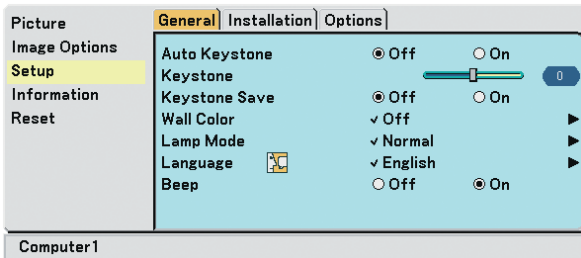 Picture
Image Options
Setup
Information
Reset
General Installation Options
Auto Keystone Off On
Keystone 0
Keystone Save Off On
Wall Color ✓ Off
Lamp Mode ✓ Normal
Language ✓ English
Beep Off On
Computer1